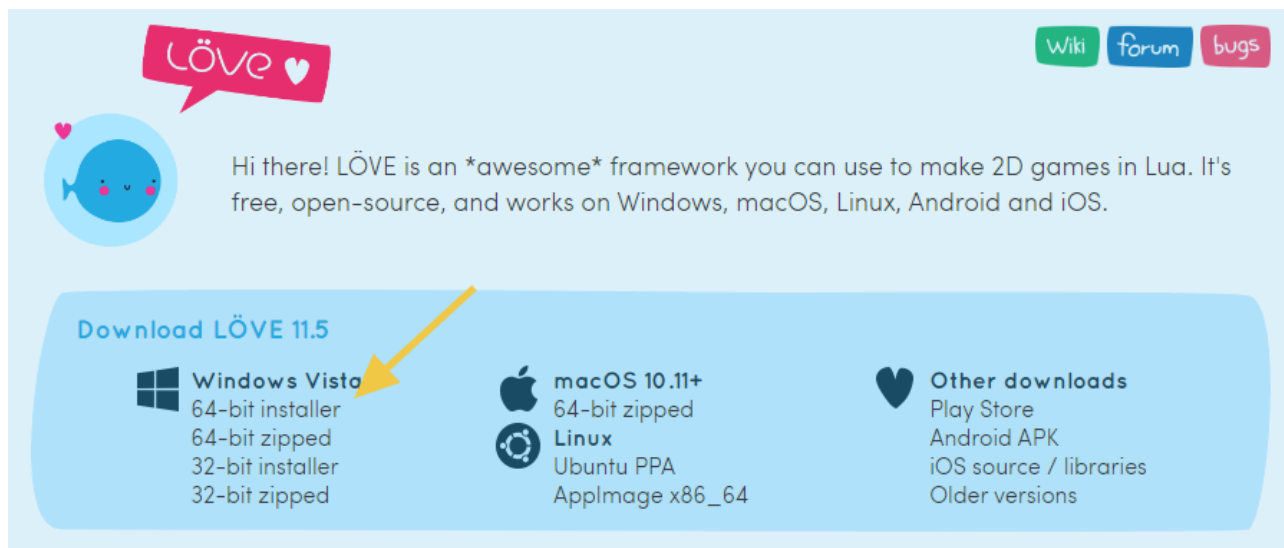 LÖVE
Wiki forum bugs
Hi there! LÖVE is an *awesome* framework you can use to make 2D games in Lua. It's
free, open-source, and works on Windows, macOS, Linux, Android and iOS.
Download LÖVE 11.5
Windows Vista
64-bit installer
64-bit zipped
32-bit installer
32-bit zipped
macOS 10.11+
64-bit zipped
Linux
Ubuntu PPA
AppImage x86_64
Other downloads
Play Store
Android APK
iOS source / libraries
Older versions